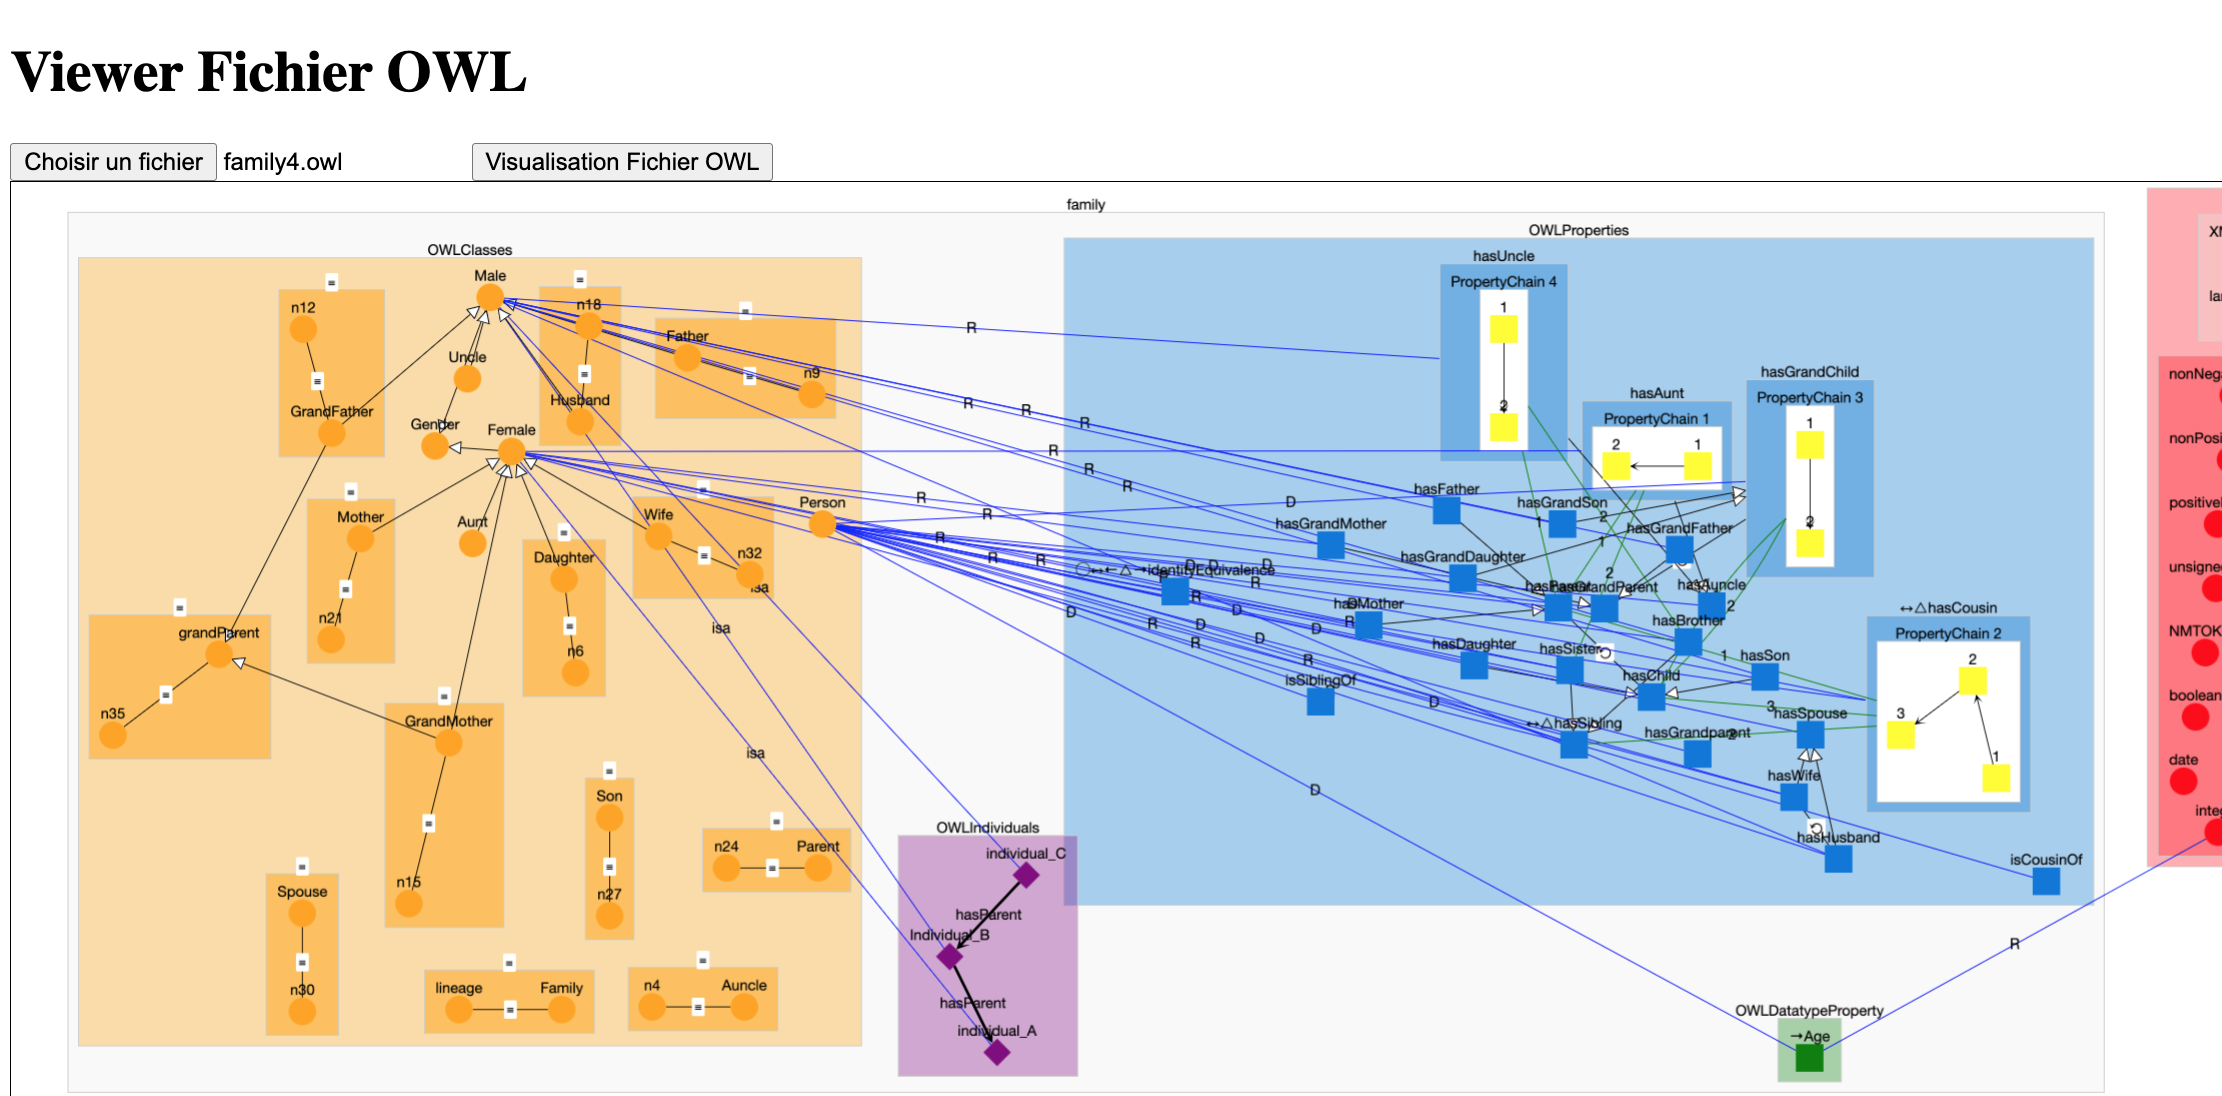 Viewer Fichier OWL
Choisir un fichier family4.owl Visualisation Fichier OWL
family
OWLClasses
Male
n12
n18
Father
Uncle
n9
Husband
GrandFather
Gender
Female
Mother
Aunt
Wife
Person
Daughter
n32
isa
n21
n6
grandParent
n35
GrandMother
isa
isa
Son
n24 Parent
Spouse
n15
n27
n30
lineage Family
n4 Auncle
OWLIndividuals
individual_C
hasParent
Individual_B
hasParent
individual_A
OWLProperties
hasUncle
PropertyChain 4
1
2
hasGrandChild
PropertyChain 3
1
2
hasAunt
PropertyChain 1
2 1
hasFather
hasGrandSon
hasGrandMother
hasGrandFather
hasGrandDaughter
identityEquivalence
hasParent
hasGrandParent
hasAuncle
hasMother
hasBrother
hasDaughter
hasSister
hasSon
hasChild
isSiblingOf
hasSibling
hasGrandparent
hasSpouse
hasWife
hasHusband
isCousinOf
↔△hasCousin
PropertyChain 2
2
3
1
R
R
R
R
R
R
R
R
R
D
R
R
R
D
D
D
R
R
D
R
D
D
D
R
R
R
D
D
R
OWLDatatypeProperty
→Age
nonNeg
nonPosi
positive
unsigne
NMTOK
boolean
date
integ